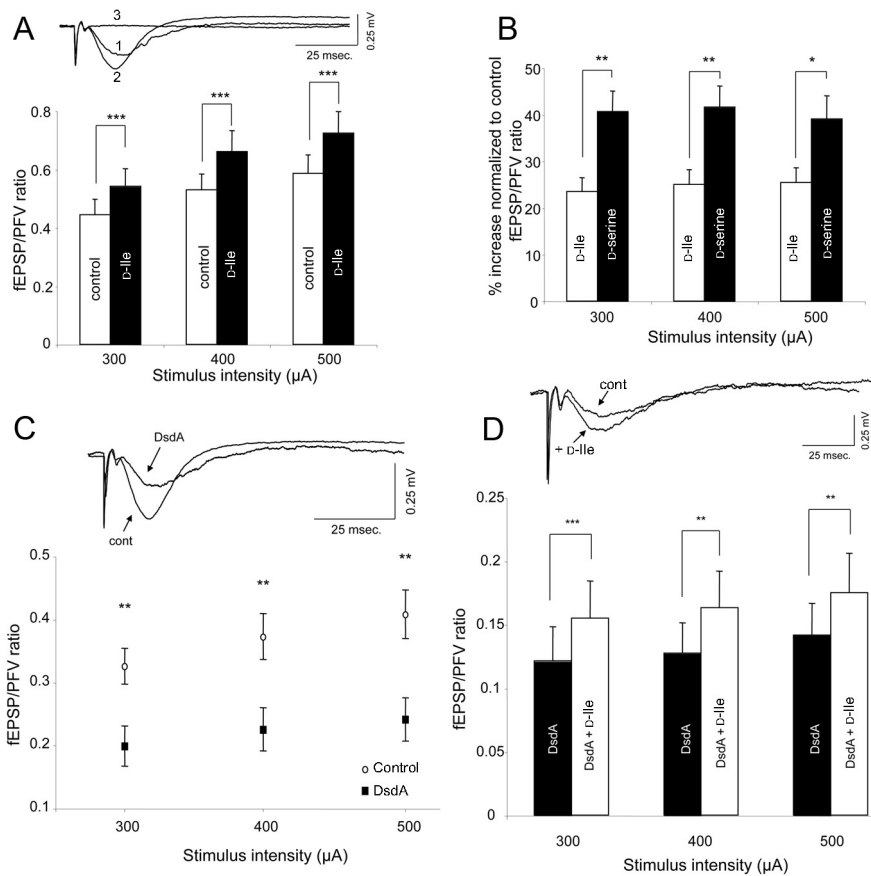 A
3
1
2
25 msec.
0.25 mV
fEPSP/PFV ratio
0.8
0.6
0.4
0.2
0
***
***
***
control
D-Ile
control
D-Ile
control
D-Ile
300
400
500
Stimulus intensity (µA)
B
% increase normalized to control
fEPSP/PFV ratio
50
40
30
20
10
0
**
**
*
D-Ile
D-serine
D-Ile
D-serine
D-Ile
D-serine
300
400
500
Stimulus intensity (µA)
C
DsdA
cont
25 msec.
0.25 mV
fEPSP/PFV ratio
0.5
0.4
0.3
0.2
0.1
**
**
**
Control
DsdA
300
400
500
Stimulus intensity (µA)
D
cont
+ D-Ile
25 msec.
0.25 mV
fEPSP/PFV ratio
0.25
0.2
0.15
0.1
0.05
0
***
**
**
DsdA
DsdA + D-Ile
DsdA
DsdA + D-Ile
DsdA
DsdA + D-Ile
300
400
500
Stimulus intensity (µA)